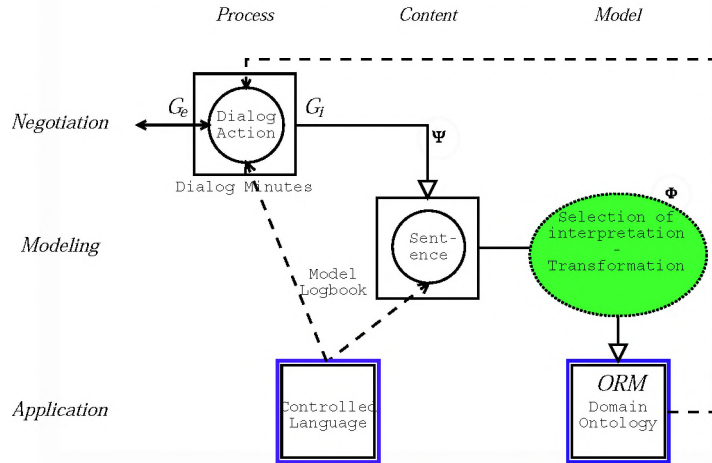 Process Content Model
Negotiation
Gₑ
Dialog
Action
Gᵢ
Ψ
Dialog Minutes
Modeling
Model
Logbook
Sent-
ence
Φ
Selection of
interpretation
-
Transformation
Application
Controlled
Language
ORM
Domain
Ontology